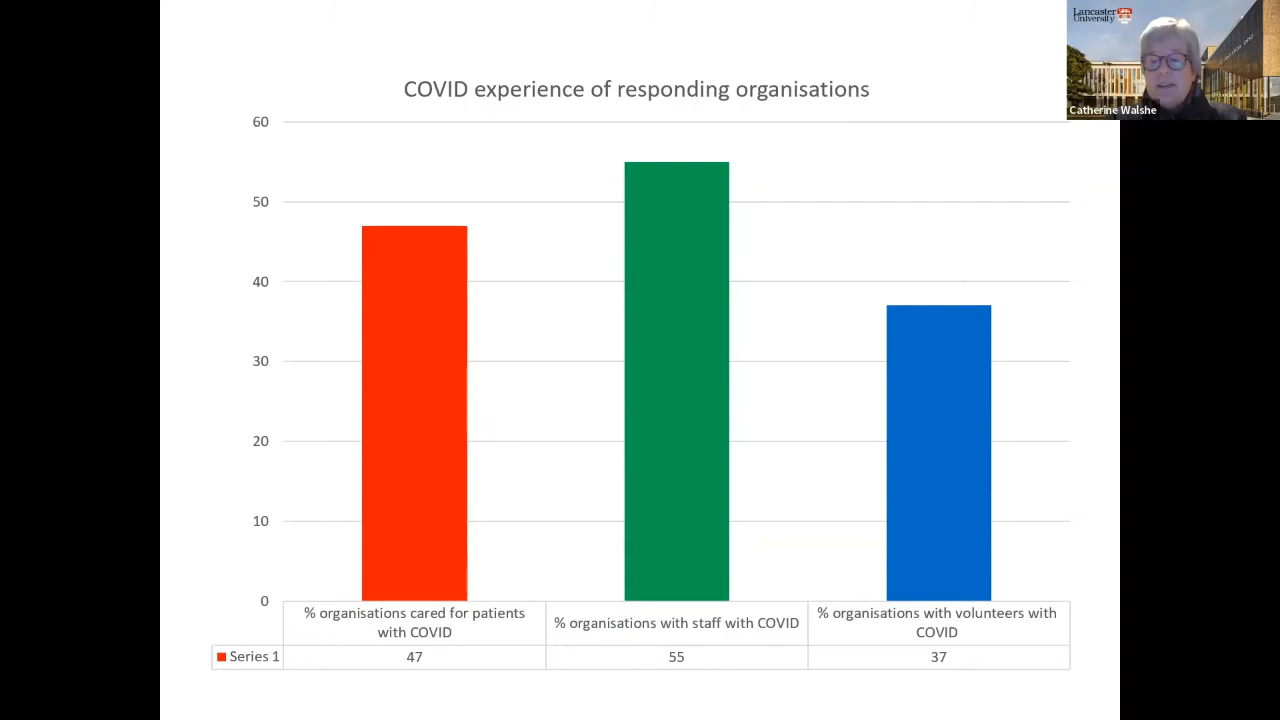 Lancaster
University
Catherine Walshe
COVID experience of responding organisations
60
50
40
30
20
10
0
% organisations cared for patients
with COVID
% organisations with staff with COVID
% organisations with volunteers with
COVID
Series 1
47
55
37